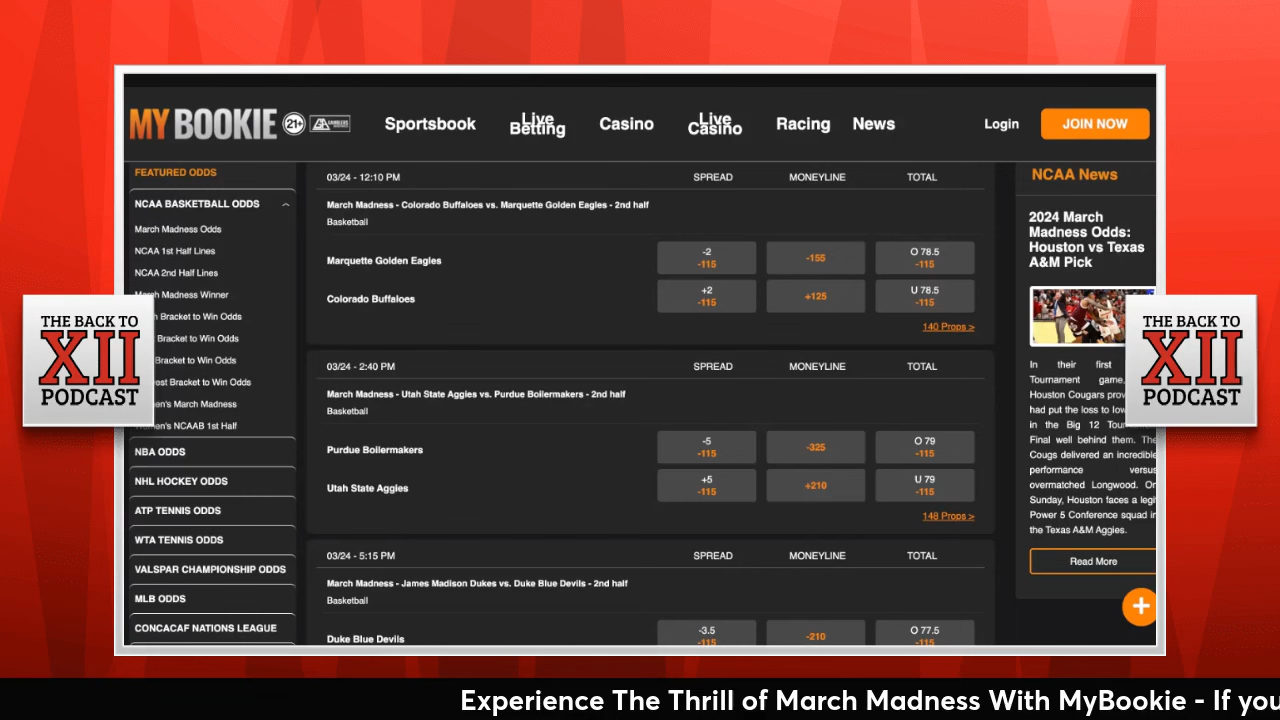 MY BOOKIE 21+
Sportsbook
Live
Betting
Casino
Live
Casino
Racing
News
Login
JOIN NOW
FEATURED ODDS
NCAA BASKETBALL ODDS
March Madness Odds
NCAA 1st Half Lines
NCAA 2nd Half Lines
March Madness Winner
Bracket to Win Odds
Bracket to Win Odds
Bracket to Win Odds
Bracket to Win Odds
March Madness
NCAAB 1st Half
NBA ODDS
NHL HOCKEY ODDS
ATP TENNIS ODDS
WTA TENNIS ODDS
VALSPAR CHAMPIONSHIP ODDS
MLB ODDS
CONCACAF NATIONS LEAGUE
03/24 - 12:10 PM SPREAD MONEYLINE TOTAL
March Madness - Colorado Buffaloes vs. Marquette Golden Eagles - 2nd half
Basketball
Marquette Golden Eagles
-2
-115
-155
O 78.5
-115
Colorado Buffaloes
+2
-115
+125
U 78.5
-115
140 Props >
03/24 - 2:40 PM SPREAD MONEYLINE TOTAL
March Madness - Utah State Aggies vs. Purdue Boilermakers - 2nd half
Basketball
Purdue Boilermakers
-5
-115
-325
O 79
-115
Utah State Aggies
+5
-115
+210
U 79
-115
148 Props >
03/24 - 5:15 PM SPREAD MONEYLINE TOTAL
March Madness - James Madison Dukes vs. Duke Blue Devils - 2nd half
Basketball
Duke Blue Devils
-3.5
-115
-210
O 77.5
-115
NCAA News
2024 March
Madness Odds:
Houston vs Texas
A&M Pick
In their first
Tournament game,
Houston Cougars
had put the loss to
in the Big 12
Final well behind them. The
Cougs delivered an incredible
performance versus
overmatched Longwood. On
Sunday, Houston faces a legit
Power 5 Conference squad in
the Texas A&M Aggies.
Read More
+
THE BACK TO
XII
PODCAST
THE BACK TO
XII
PODCAST
Experience The Thrill of March Madness With MyBookie - If you